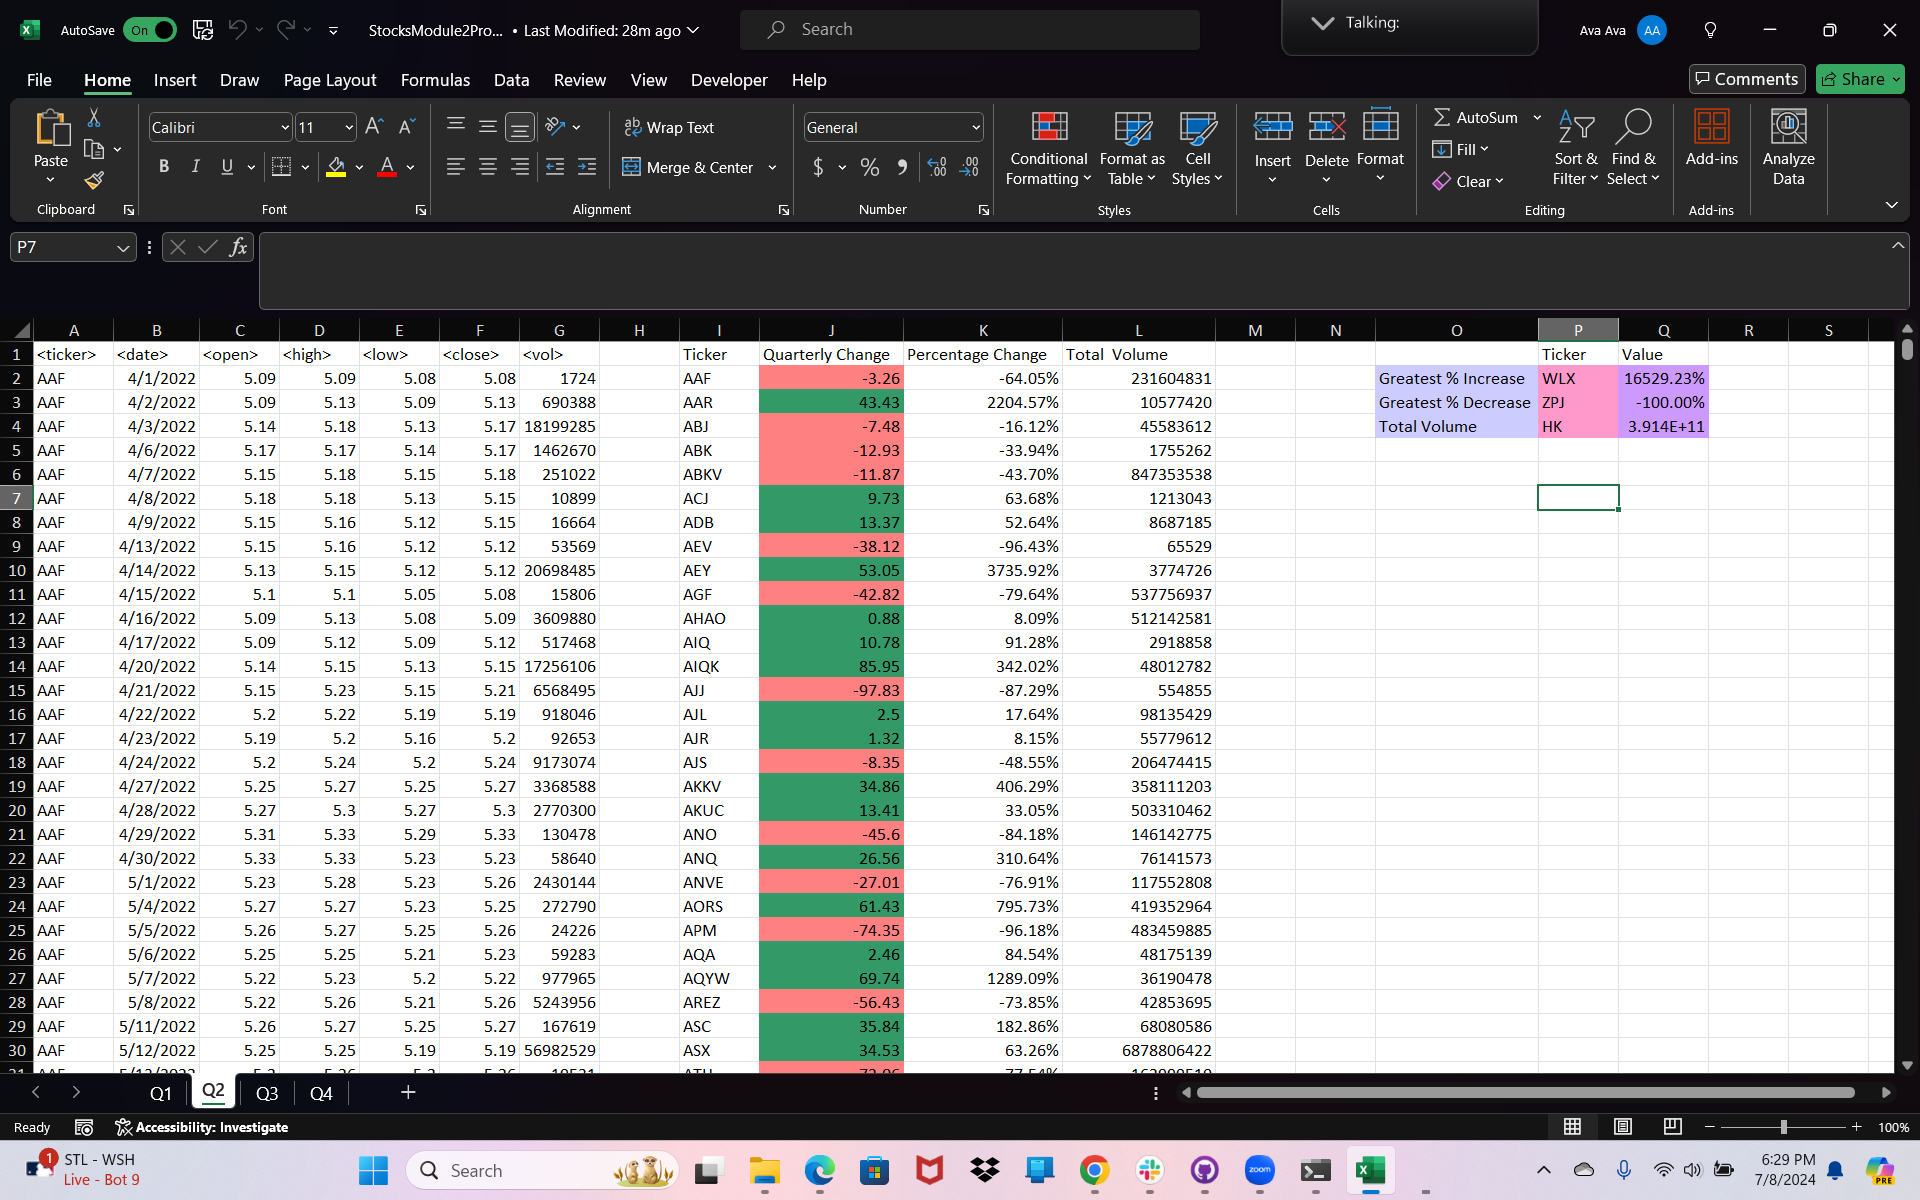 AutoSave On StocksModule2Pro... • Last Modified: 28m ago Search Talking: Ava Ava AA
File Home Insert Draw Page Layout Formulas Data Review View Developer Help Comments Share
Paste Calibri 11 Wrap Text General Conditional Formatting Format as Table Cell Styles Insert Delete Format AutoSum Fill Clear Sort & Filter Find & Select Add-ins Analyze Data
B I U Merge & Center $ %
Clipboard Font Alignment Number Styles Cells Editing Add-ins
P7 fx
A B C D E F G H I J K L M N O P Q R S
1 <ticker> <date> <open> <high> <low> <close> <vol> Ticker Quarterly Change Percentage Change Total Volume Ticker Value
2 AAF 4/1/2022 5.09 5.09 5.08 5.08 1724 AAF -3.26 -64.05% 231604831 Greatest % Increase WLX 16529.23%
3 AAF 4/2/2022 5.09 5.13 5.09 5.13 690388 AAR 43.43 2204.57% 10577420 Greatest % Decrease ZPJ -100.00%
4 AAF 4/3/2022 5.14 5.18 5.13 5.17 18199285 ABJ -7.48 -16.12% 45583612 Total Volume HK 3.914E+11
5 AAF 4/6/2022 5.17 5.17 5.14 5.17 1462670 ABK -12.93 -33.94% 1755262
6 AAF 4/7/2022 5.15 5.18 5.15 5.18 251022 ABKV -11.87 -43.70% 847353538
7 AAF 4/8/2022 5.18 5.18 5.13 5.15 10899 ACJ 9.73 63.68% 1213043
8 AAF 4/9/2022 5.15 5.16 5.12 5.15 16664 ADB 13.37 52.64% 8687185
9 AAF 4/13/2022 5.15 5.16 5.12 5.12 53569 AEV -38.12 -96.43% 65529
10 AAF 4/14/2022 5.13 5.15 5.12 5.12 20698485 AEY 53.05 3735.92% 3774726
11 AAF 4/15/2022 5.1 5.1 5.05 5.08 15806 AGF -42.82 -79.64% 537756937
12 AAF 4/16/2022 5.09 5.13 5.08 5.09 3609880 AHAO 0.88 8.09% 512142581
13 AAF 4/17/2022 5.09 5.12 5.09 5.12 517468 AIQ 10.78 91.28% 2918858
14 AAF 4/20/2022 5.14 5.15 5.13 5.15 17256106 AIQK 85.95 342.02% 48012782
15 AAF 4/21/2022 5.15 5.23 5.15 5.21 6568495 AJJ -97.83 -87.29% 554855
16 AAF 4/22/2022 5.2 5.22 5.19 5.19 918046 AJL 2.5 17.64% 98135429
17 AAF 4/23/2022 5.19 5.2 5.16 5.2 92653 AJR 1.32 8.15% 55779612
18 AAF 4/24/2022 5.2 5.24 5.2 5.24 9173074 AJS -8.35 -48.55% 206474415
19 AAF 4/27/2022 5.25 5.27 5.25 5.27 3368588 AKKV 34.86 406.29% 358111203
20 AAF 4/28/2022 5.27 5.3 5.27 5.3 2770300 AKUC 13.41 33.05% 503310462
21 AAF 4/29/2022 5.31 5.33 5.29 5.33 130478 ANO -45.6 -84.18% 146142775
22 AAF 4/30/2022 5.33 5.33 5.23 5.23 58640 ANQ 26.56 310.64% 76141573
23 AAF 5/1/2022 5.23 5.28 5.23 5.26 2430144 ANVE -27.01 -76.91% 117552808
24 AAF 5/4/2022 5.27 5.27 5.23 5.25 272790 AORS 61.43 795.73% 419352964
25 AAF 5/5/2022 5.26 5.27 5.25 5.26 24226 APM -74.35 -96.18% 483459885
26 AAF 5/6/2022 5.25 5.25 5.21 5.23 59283 AQA 2.46 84.54% 48175139
27 AAF 5/7/2022 5.22 5.23 5.2 5.22 977965 AQYW 69.74 1289.09% 36190478
28 AAF 5/8/2022 5.22 5.26 5.21 5.26 5243956 AREZ -56.43 -73.85% 42853695
29 AAF 5/11/2022 5.26 5.27 5.25 5.27 167619 ASC 35.84 182.86% 68080586
30 AAF 5/12/2022 5.25 5.25 5.19 5.19 56982529 ASX 34.53 63.26% 6878806422
Q1 Q2 Q3 Q4
Ready Accessibility: Investigate 100%
1 STL - WSH
Live - Bot 9
Search zoom 6:29 PM
7/8/2024 PRE